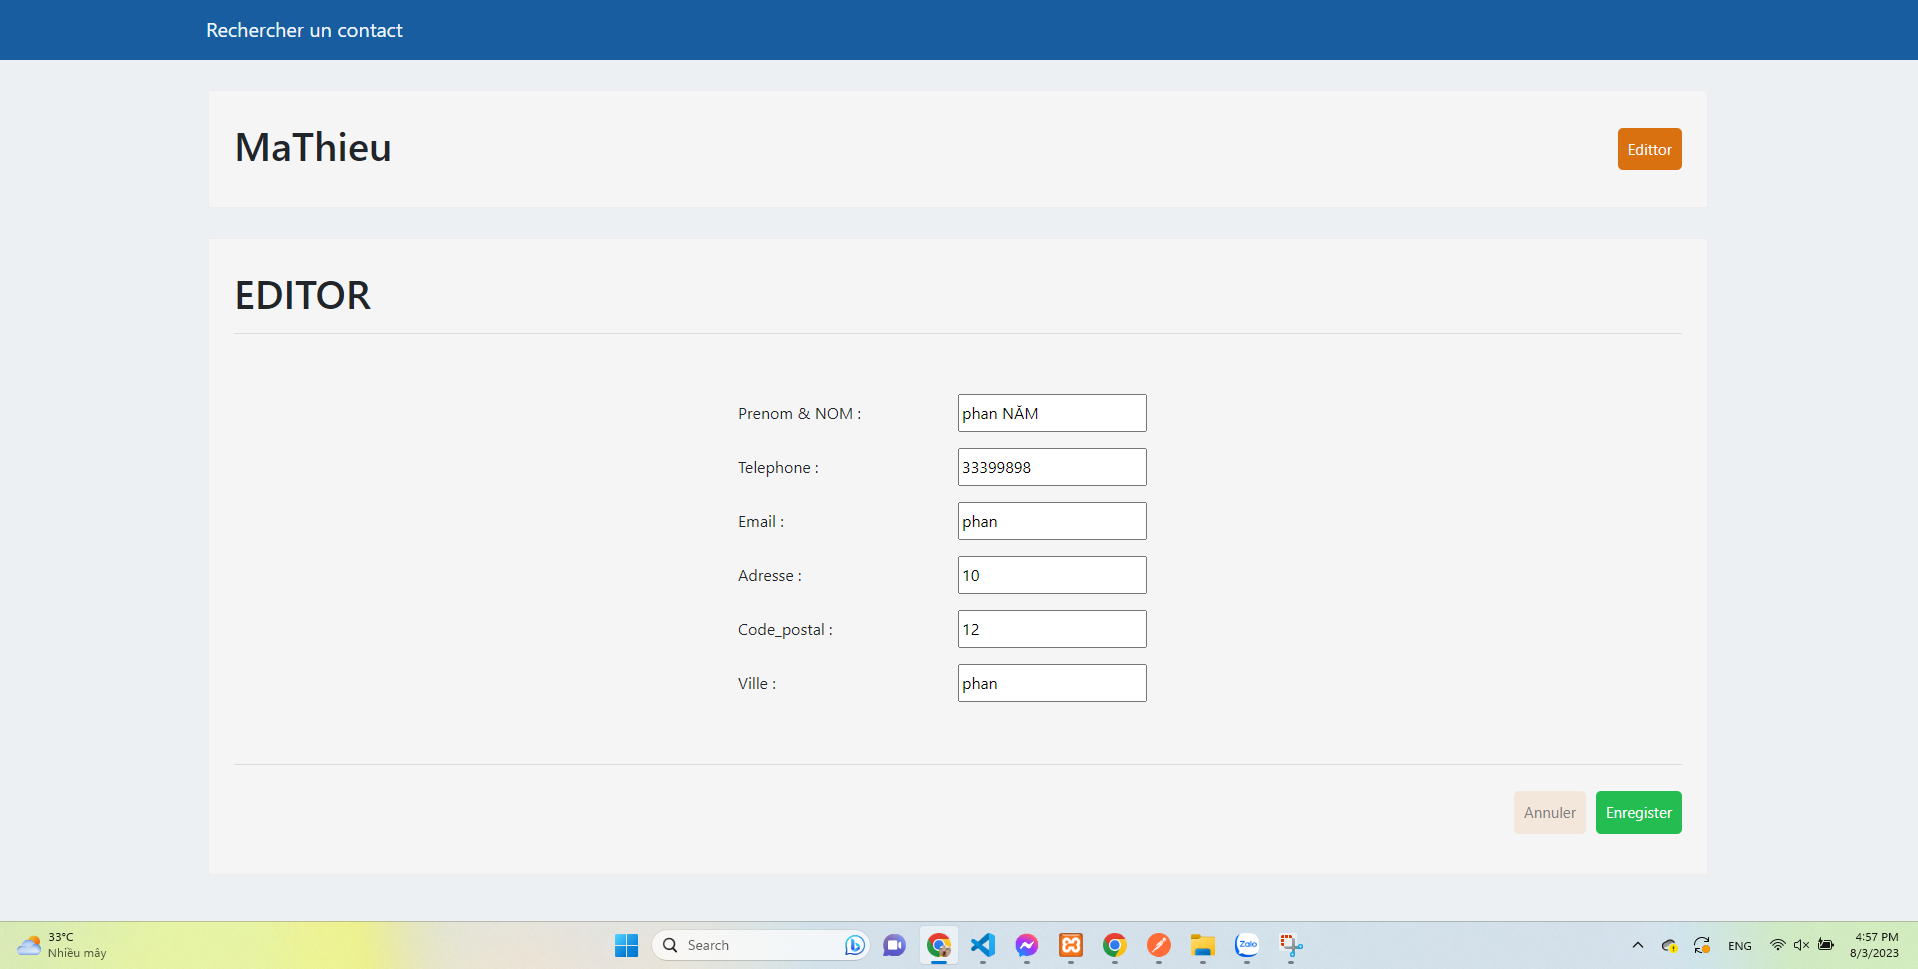 Rechercher un contact
MaThieu
Edittor
EDITOR
Prenom & NOM : phan NĂM
Telephone : 33399898
Email : phan
Adresse : 10
Code_postal : 12
Ville : phan
Annuler Enregister
33°C
Nhiều mây
Search
Zalo
ENG
4:57 PM
8/3/2023